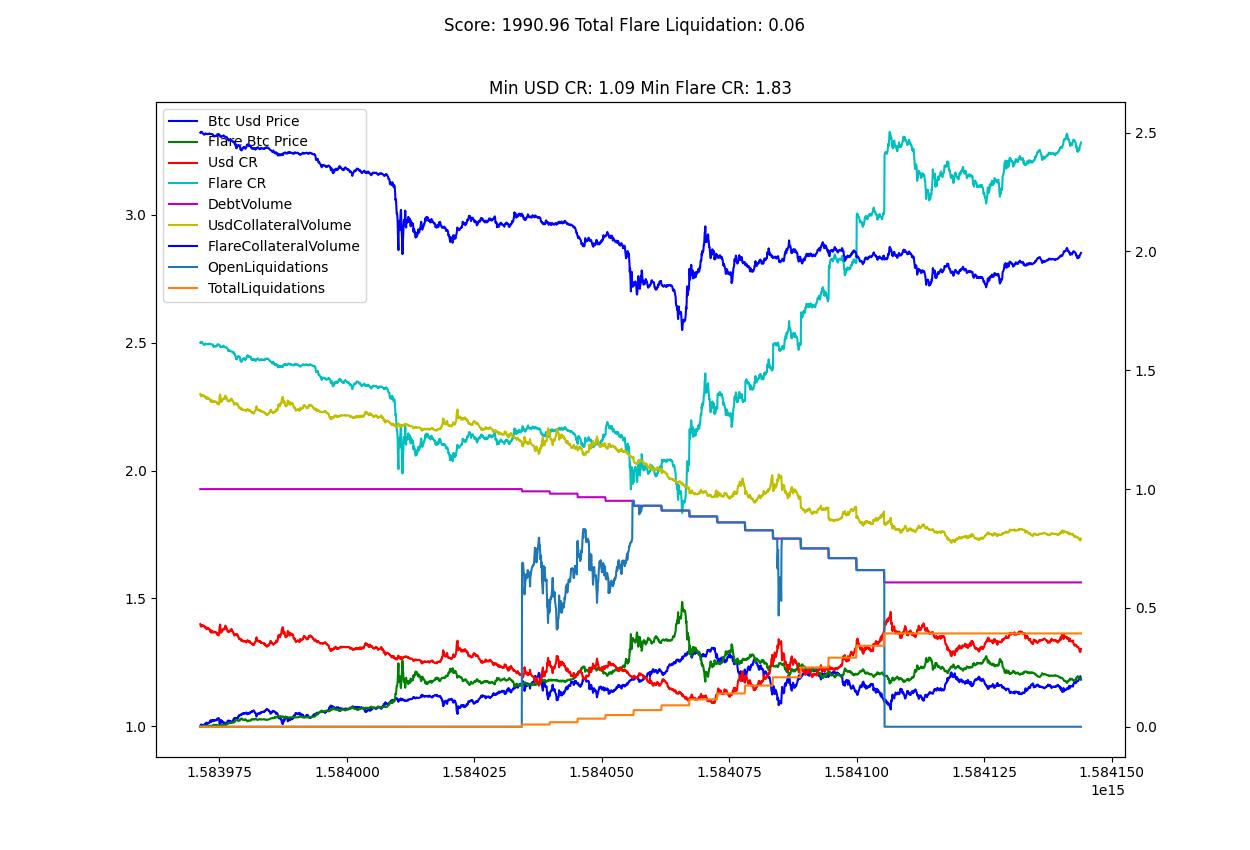 Score: 1990.96 Total Flare Liquidation: 0.06
Min USD CR: 1.09 Min Flare CR: 1.83
Btc Usd Price
Flare Btc Price
Usd CR
Flare CR
DebtVolume
UsdCollateralVolume
FlareCollateralVolume
OpenLiquidations
TotalLiquidations
3.0
2.5
2.0
1.5
1.0
2.5
2.0
1.5
1.0
0.5
0.0
1.583975 1.584000 1.584025 1.584050 1.584075 1.584100 1.584125 1.584150
1e15